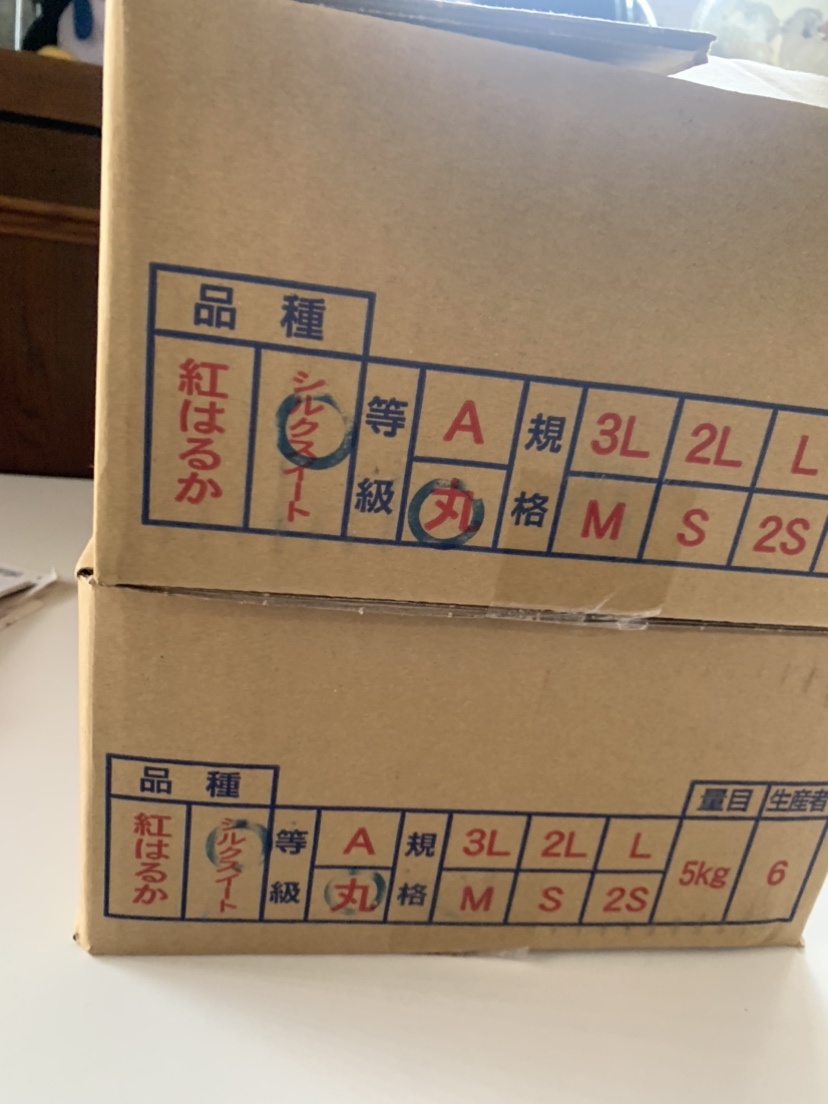 品種
紅はるか
シルクスイート
等級
A
丸
規格
3L 2L L
M S 2S
品種
紅はるか
シルクスイート
等級
A
丸
規格
3L 2L L
M S 2S
量目
5kg
生産者
6